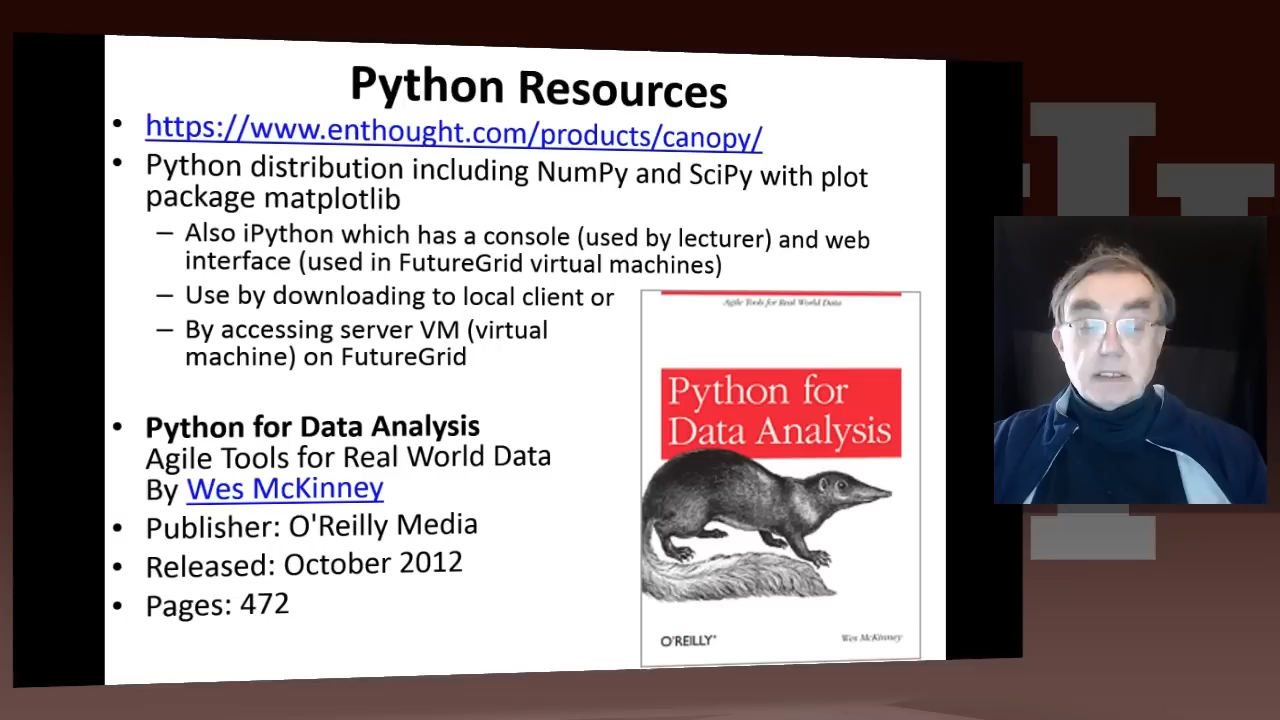 Python Resources
• https://www.enthought.com/products/canopy/
• Python distribution including NumPy and SciPy with plot
package matplotlib
– Also iPython which has a console (used by lecturer) and web
interface (used in FutureGrid virtual machines)
– Use by downloading to local client or
– By accessing server VM (virtual
machine) on FutureGrid
• Python for Data Analysis
Agile Tools for Real World Data
By Wes McKinney
• Publisher: O'Reilly Media
• Released: October 2012
• Pages: 472
Agile Tools for Real World Data
Python for
Data Analysis
O'REILLY®
Wes McKinney